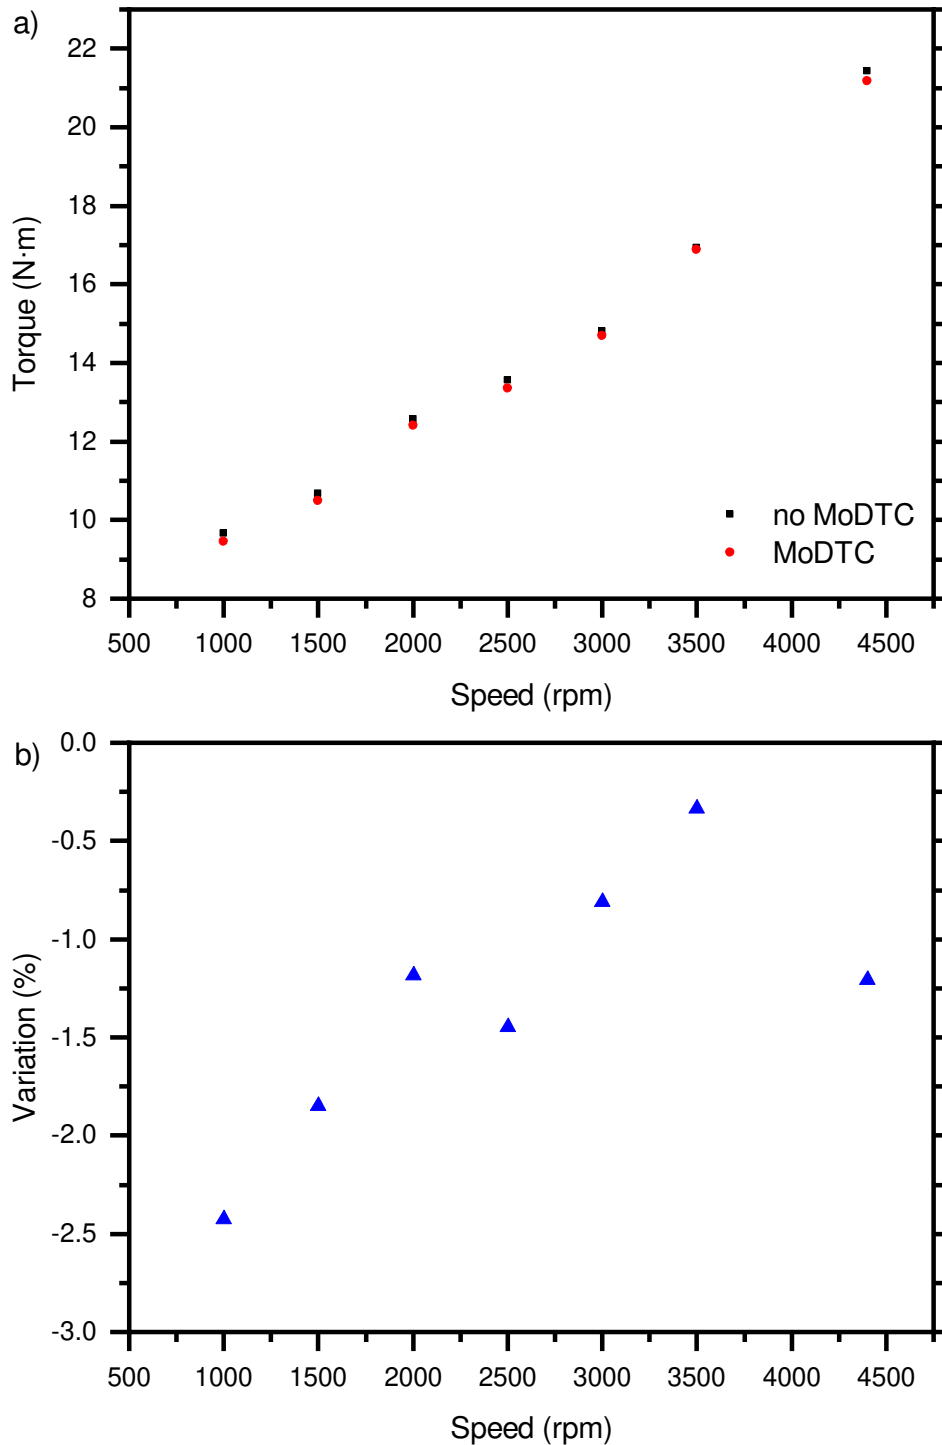 a)
22
20
18
16
14
12
10
8
Torque (N·m)
no MoDTC
MoDTC
500 1000 1500 2000 2500 3000 3500 4000 4500
Speed (rpm)
b)
0.0
-0.5
-1.0
-1.5
-2.0
-2.5
-3.0
Variation (%)
500 1000 1500 2000 2500 3000 3500 4000 4500
Speed (rpm)